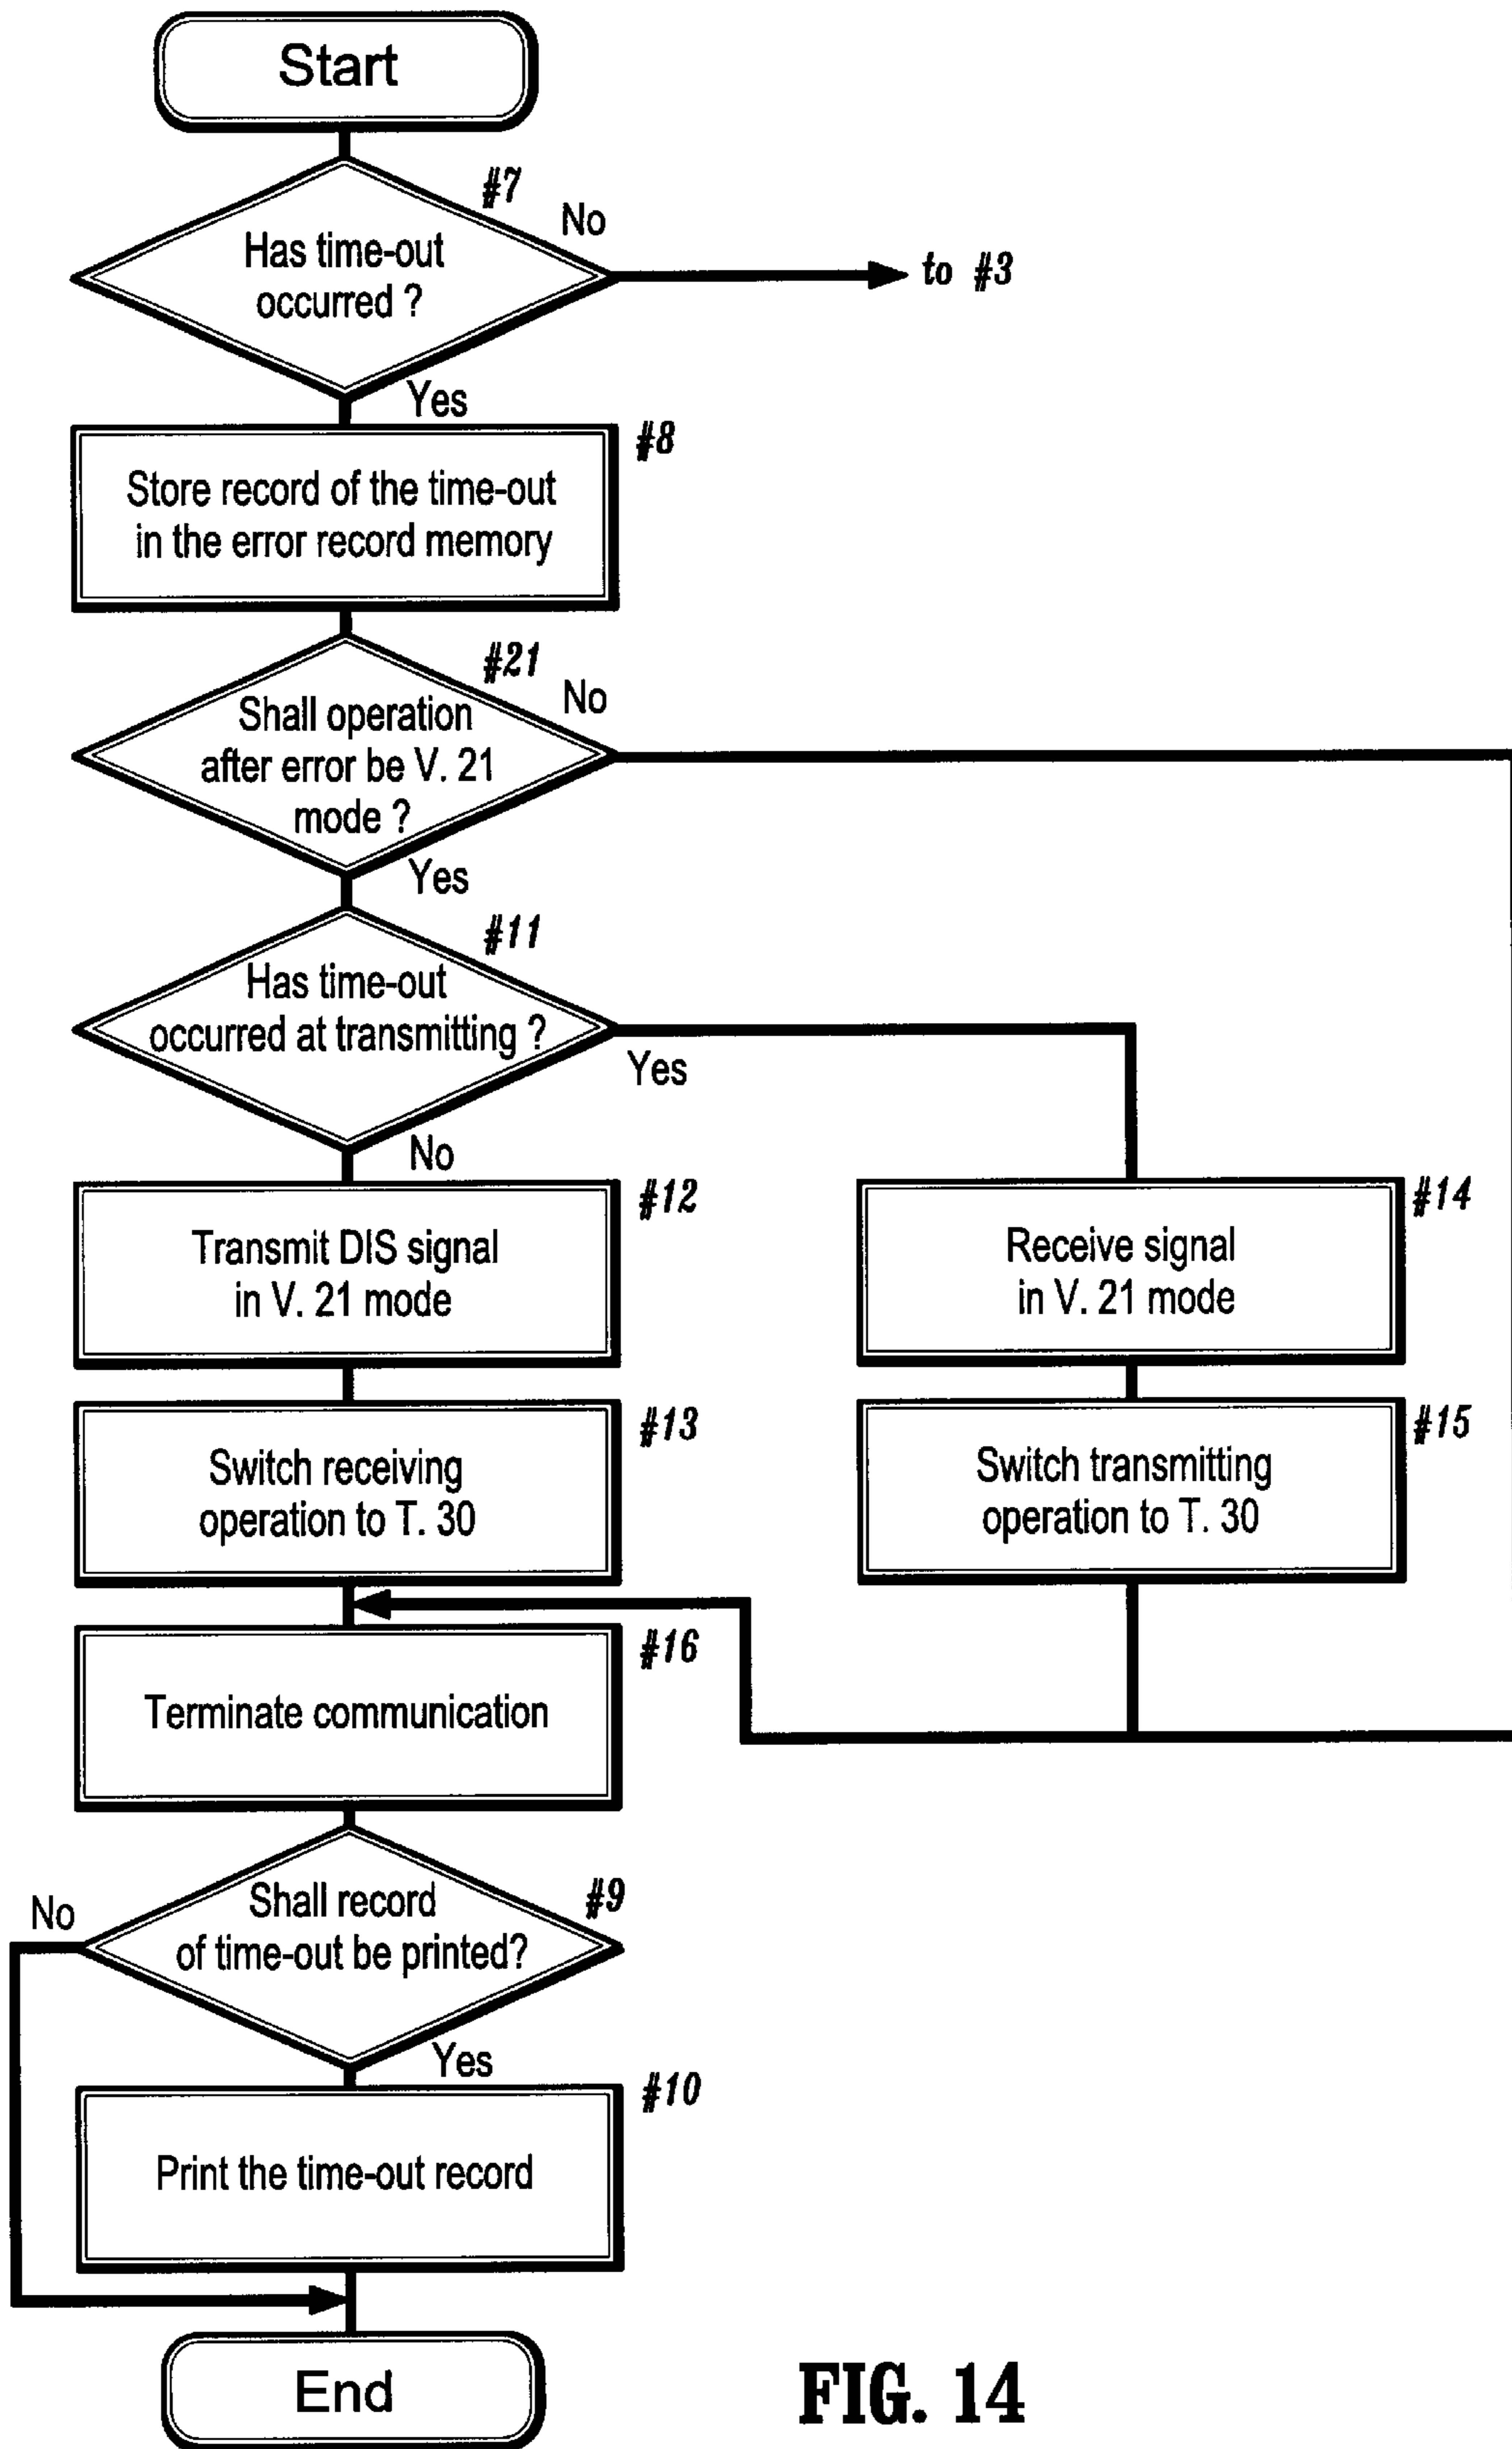 Start
#7
No
Has time-out
occurred ?
to #3
Yes
#8
Store record of the time-out
in the error record memory
#21
No
Shall operation
after error be V. 21
mode ?
Yes
#11
Has time-out
occurred at transmitting ?
Yes
No
#12
Transmit DIS signal
in V. 21 mode
#14
Receive signal
in V. 21 mode
#13
Switch receiving
operation to T. 30
#15
Switch transmitting
operation to T. 30
#16
Terminate communication
#9
No
Shall record
of time-out be printed?
Yes
#10
Print the time-out record
End
FIG. 14